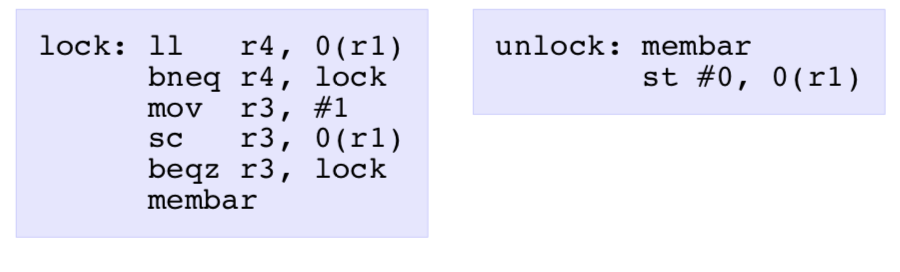 lock: ll r4, 0(r1)
bneq r4, lock
mov r3, #1
sc r3, 0(r1)
beqz r3, lock
membar
unlock: membar
st #0, 0(r1)